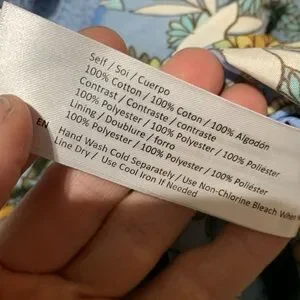 Self / Soi / Cuerpo
100% Cotton / 100% Coton / 100% Algodón
Contrast / Contraste / contraste
100% Polyester / 100% Polyester / 100% Poliéster
Lining / Doublure / forro
100% Polyester / 100% Polyester / 100% Poliéster
EN Hand Wash Cold Separately / Use Non-Chlorine Bleach When
Line Dry / Use Cool Iron If Needed